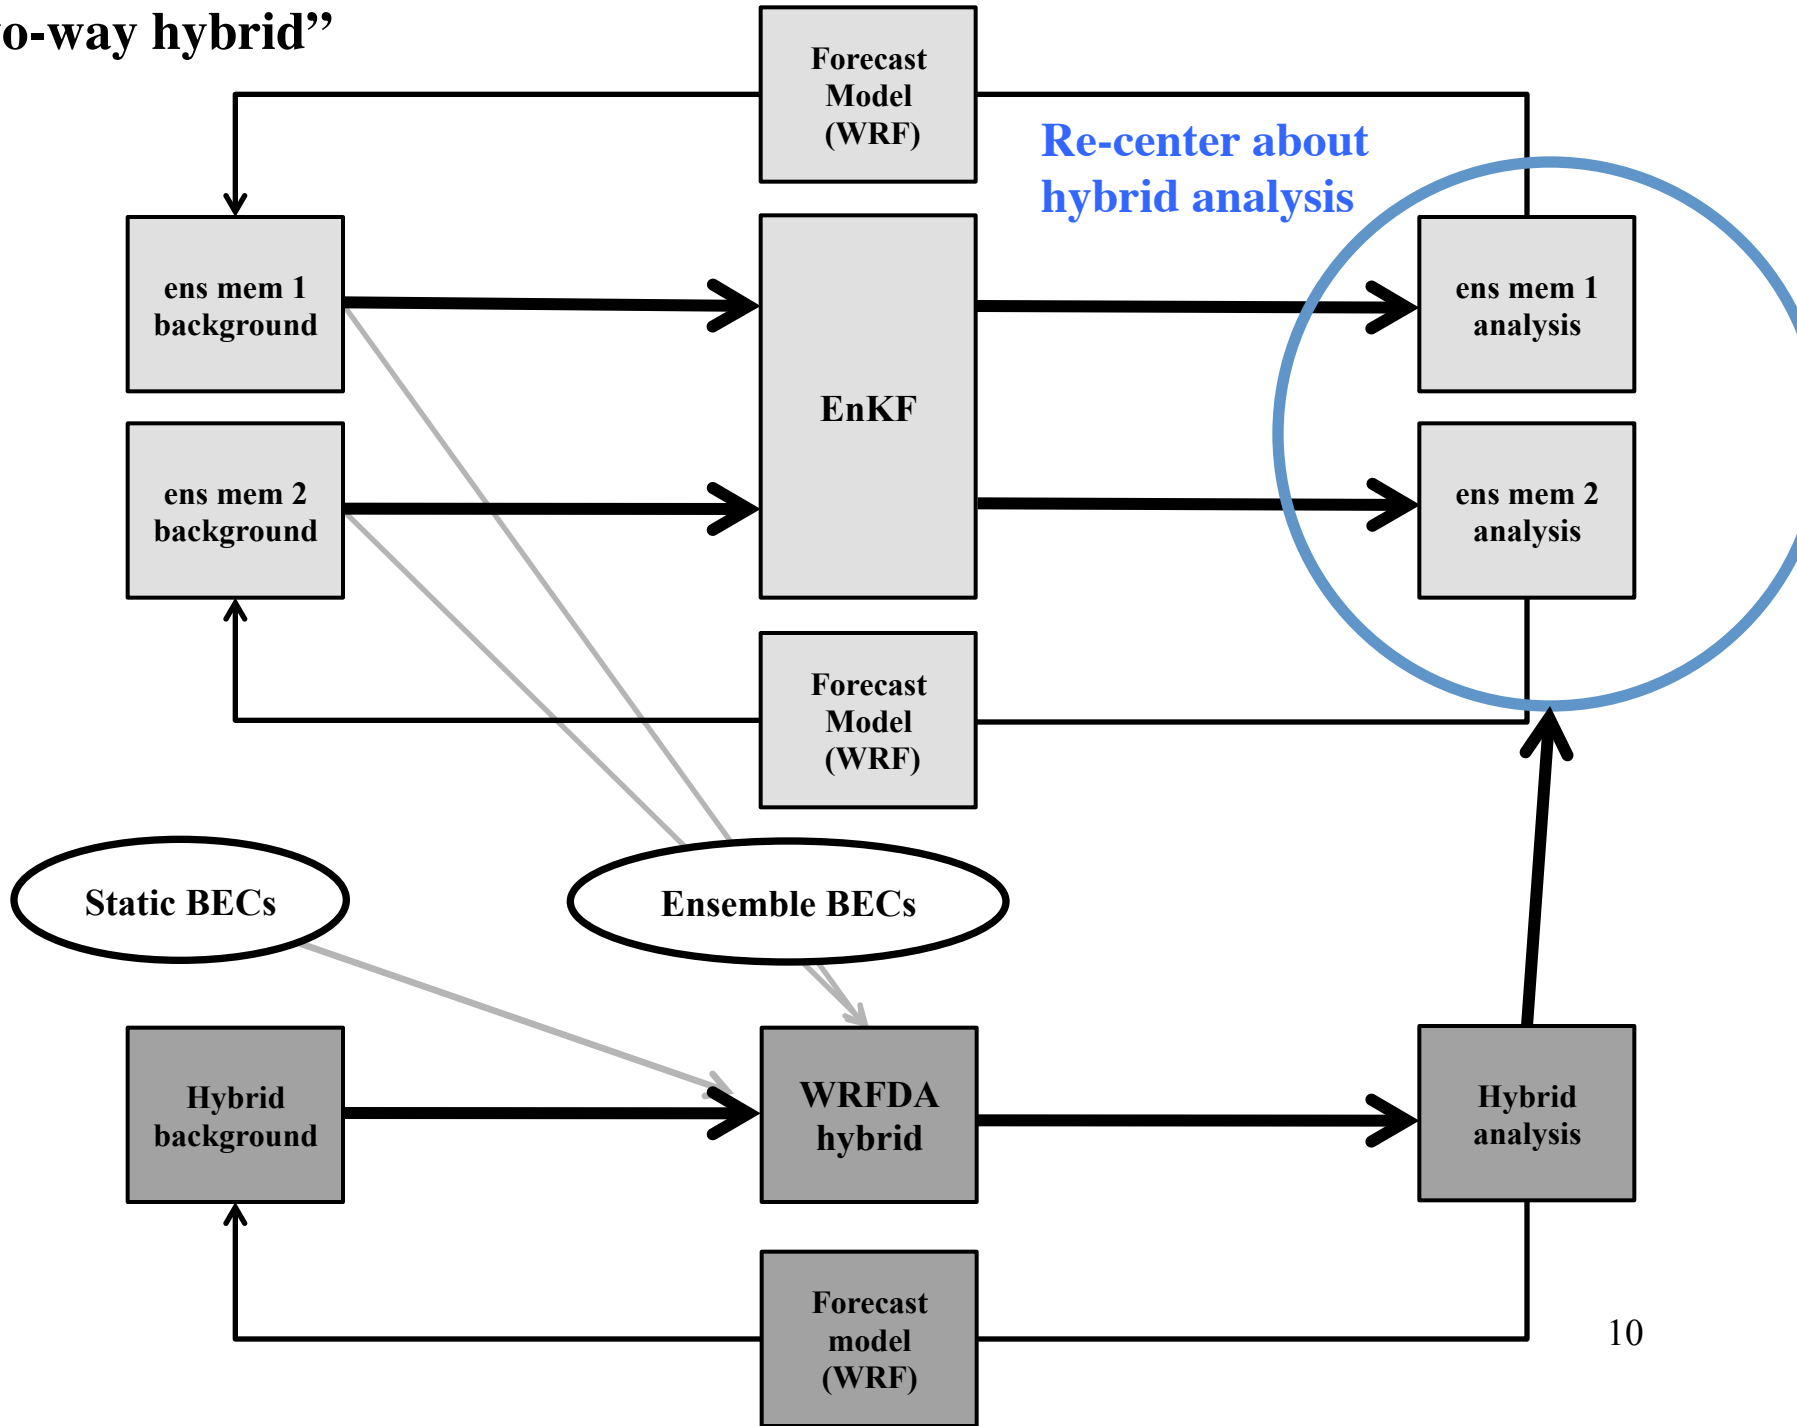 o-way hybrid”
Forecast
Model
(WRF)
Re-center about
hybrid analysis
ens mem 1
background
EnKF
ens mem 1
analysis
ens mem 2
background
ens mem 2
analysis
Forecast
Model
(WRF)
Static BECs
Ensemble BECs
Hybrid
background
WRFDA
hybrid
Hybrid
analysis
Forecast
model
(WRF)
10